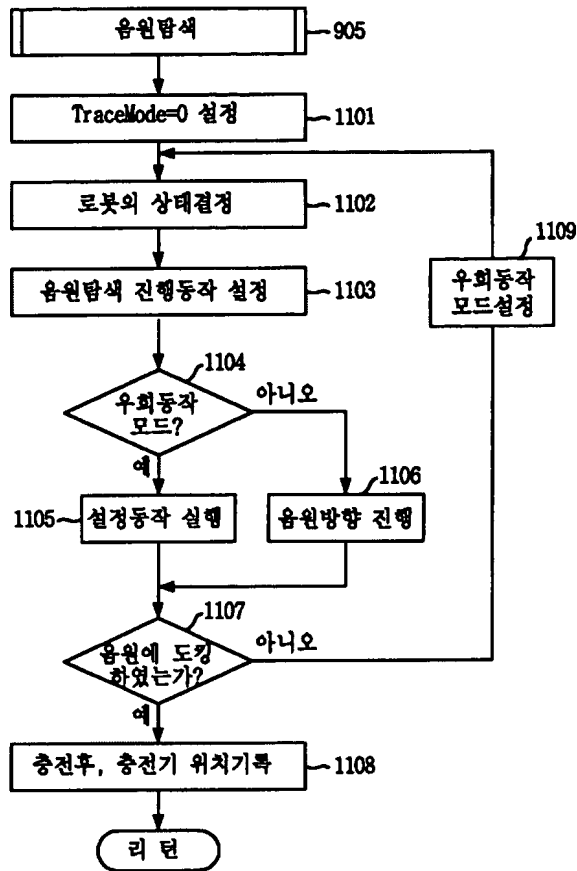 음원탐색
905
TraceMode=0 설정
1101
로봇의 상태결정
1102
1109
우회동작
모드설정
음원탐색 진행동작 설정
1103
1104
우회동작
모드?
아니오
예
1105
설정동작 실행
1106
음원방향 진행
1107
음원에 도킹
하였는가?
아니오
예
충전후, 충전기 위치기록
1108
리 턴